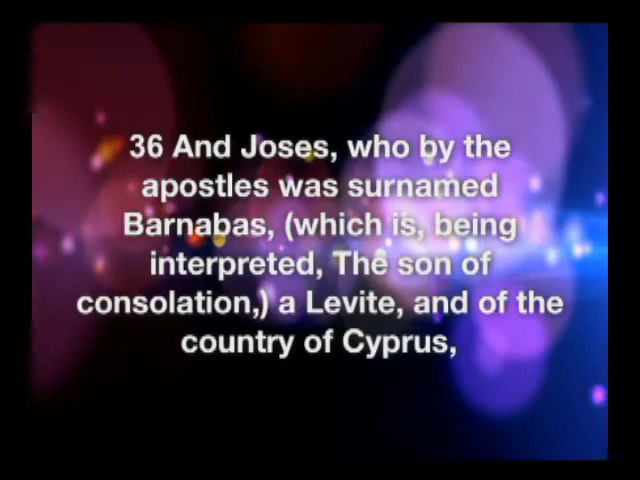 36 And Joses, who by the
apostles was surnamed
Barnabas, (which is, being
interpreted, The son of
consolation,) a Levite, and of the
country of Cyprus,